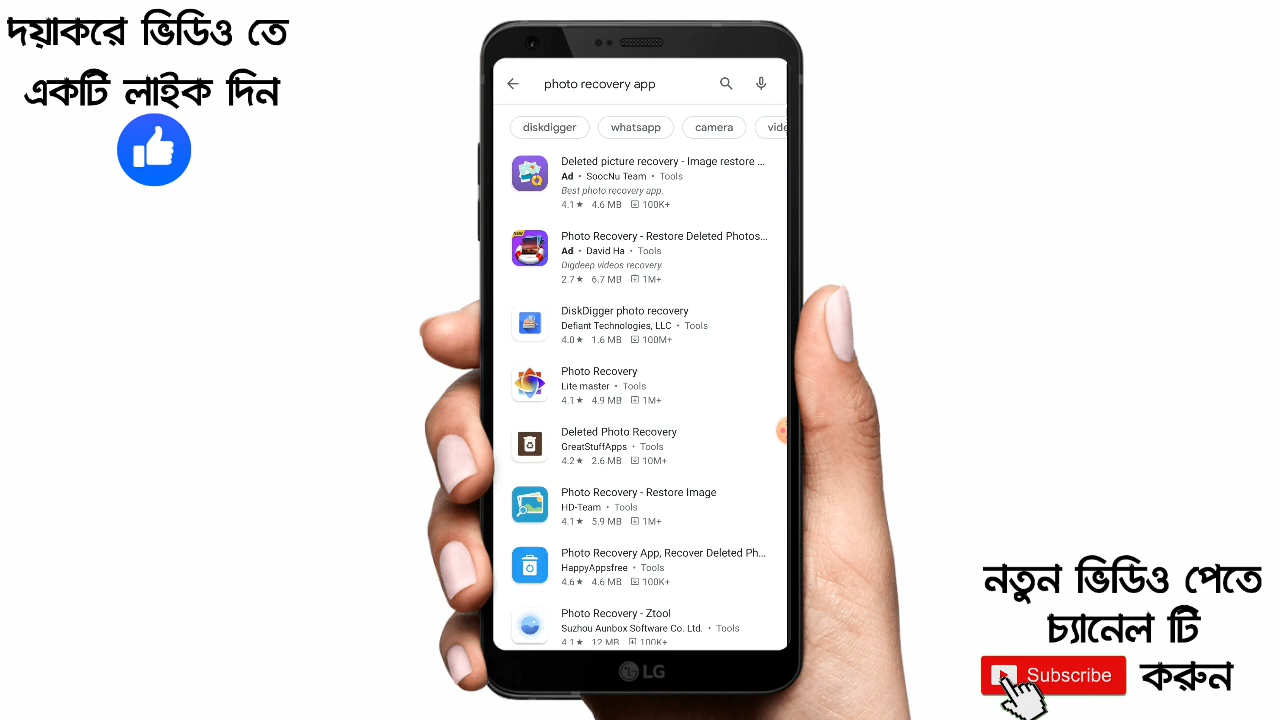 দয়াকরে ভিডিও তে
একটি লাইক দিন
photo recovery app
diskdigger whatsapp camera
Deleted picture recovery - Image restore ...
Ad • SoocNu Team • Tools
Best photo recovery app.
4.1★ 4.6 MB 100K+
Photo Recovery - Restore Deleted Photos...
Ad • David Ha • Tools
Digdeep videos recovery.
2.7★ 6.7 MB 1M+
DiskDigger photo recovery
Defiant Technologies, LLC • Tools
4.0★ 1.6 MB 100M+
Photo Recovery
Lite master • Tools
4.1★ 4.9 MB 1M+
Deleted Photo Recovery
GreatStuffApps • Tools
4.2★ 2.6 MB 10M+
Photo Recovery - Restore Image
HD-Team • Tools
4.1★ 5.9 MB 1M+
Photo Recovery App, Recover Deleted Ph...
HappyAppsfree • Tools
4.6★ 4.6 MB 100K+
Photo Recovery - Ztool
Suzhou Aunbox Software Co. Ltd. • Tools
4.1★ 12 MB 100K+
LG
নতুন ভিডিও পেতে
চ্যানেল টি
Subscribe করুন